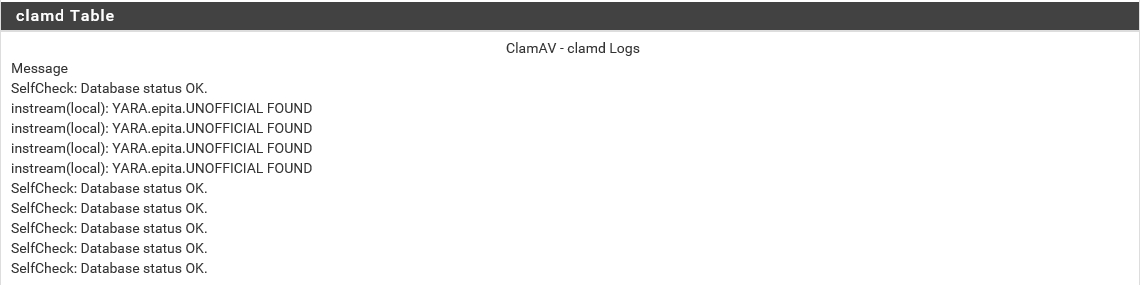 clamd Table
ClamAV - clamd Logs
Message
SelfCheck: Database status OK.
instream(local): YARA.epita.UNOFFICIAL FOUND
instream(local): YARA.epita.UNOFFICIAL FOUND
instream(local): YARA.epita.UNOFFICIAL FOUND
instream(local): YARA.epita.UNOFFICIAL FOUND
SelfCheck: Database status OK.
SelfCheck: Database status OK.
SelfCheck: Database status OK.
SelfCheck: Database status OK.
SelfCheck: Database status OK.